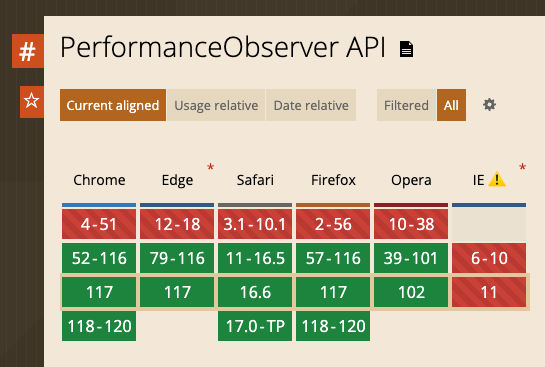 #
PerformanceObserver API
☆
Current aligned Usage relative Date relative Filtered All
Chrome Edge * Safari Firefox Opera IE ⚠ *
4-51 12-18 3.1-10.1 2-56 10-38
52-116 79-116 11-16.5 57-116 39-101 6-10
117 117 16.6 117 102 11
118-120 17.0-TP 118-120